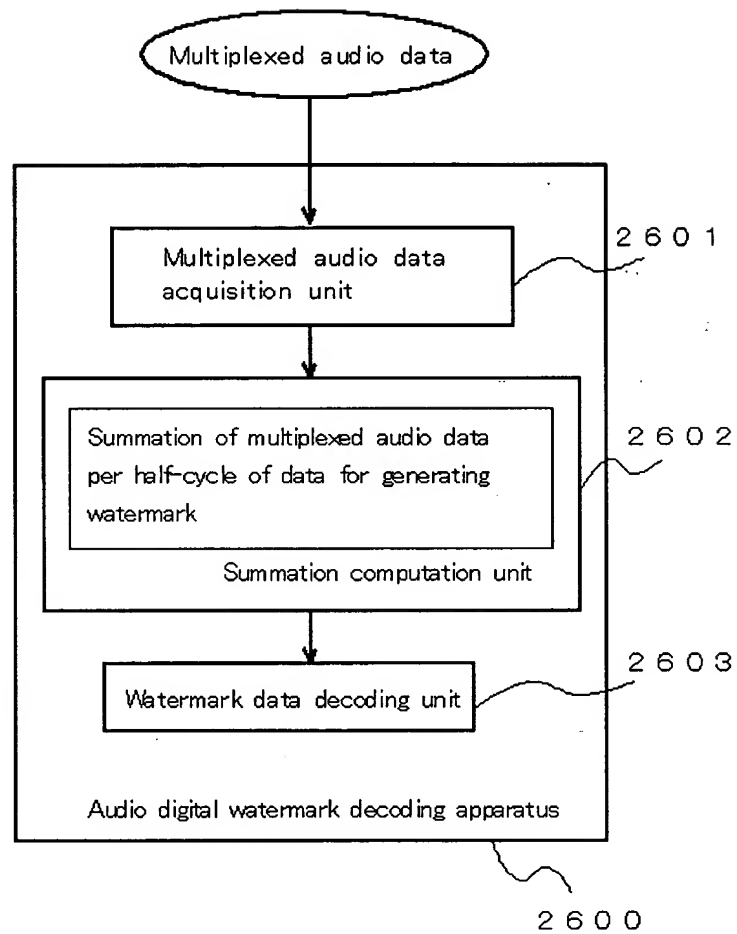 Multiplexed audio data
Multiplexed audio data
acquisition unit
2601
Summation of multiplexed audio data
per half-cycle of data for generating
watermark
Summation computation unit
2602
Watermark data decoding unit
2603
Audio digital watermark decoding apparatus
2600